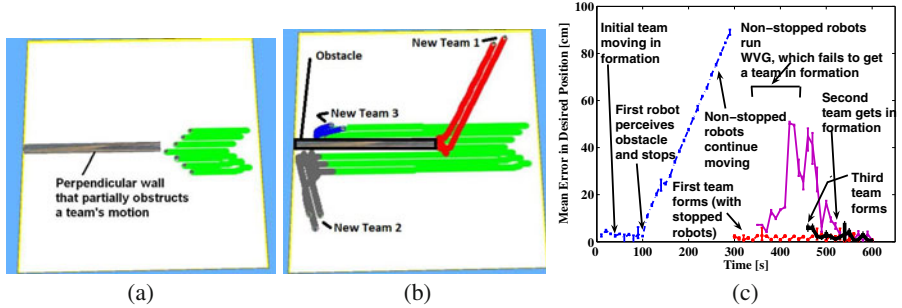 Perpendicular wall
that partially obstructs
a team's motion
(a)
New Team 1
Obstacle
New Team 3
New Team 2
(b)
(c)
Mean Error in Desired Position [cm]
100
80
60
40
20
0
0 100 200 300 400 500 600
Time [s]
Initial team
moving in
formation
First robot
perceives
obstacle
and stops
Non−stopped robots
run
WVG, which fails to get
a team in formation
Non−stopped
robots
continue
moving
Second
team gets in
formation
First team
forms (with
stopped
robots)
Third
team
forms